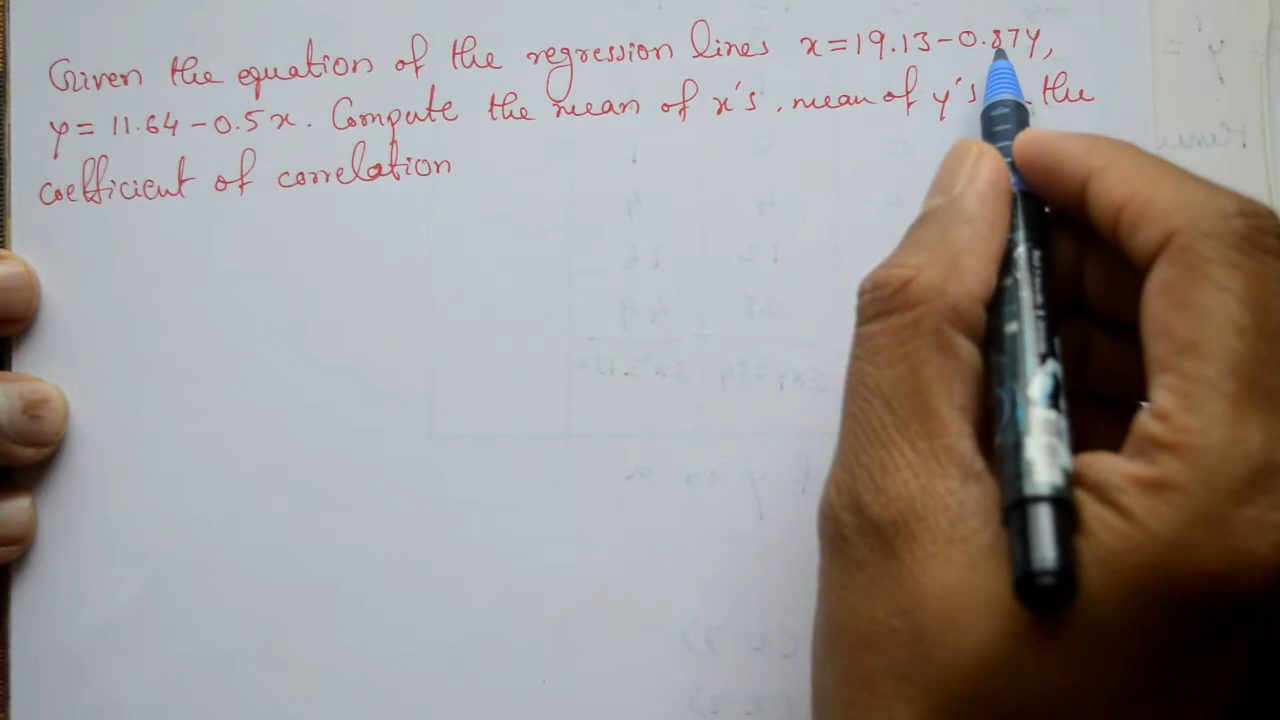 Given the equation of the regression lines x=19.13-0.87y,
y = 11.64-0.5x. Compute the mean of x's, mean of y's the
coefficient of correlation